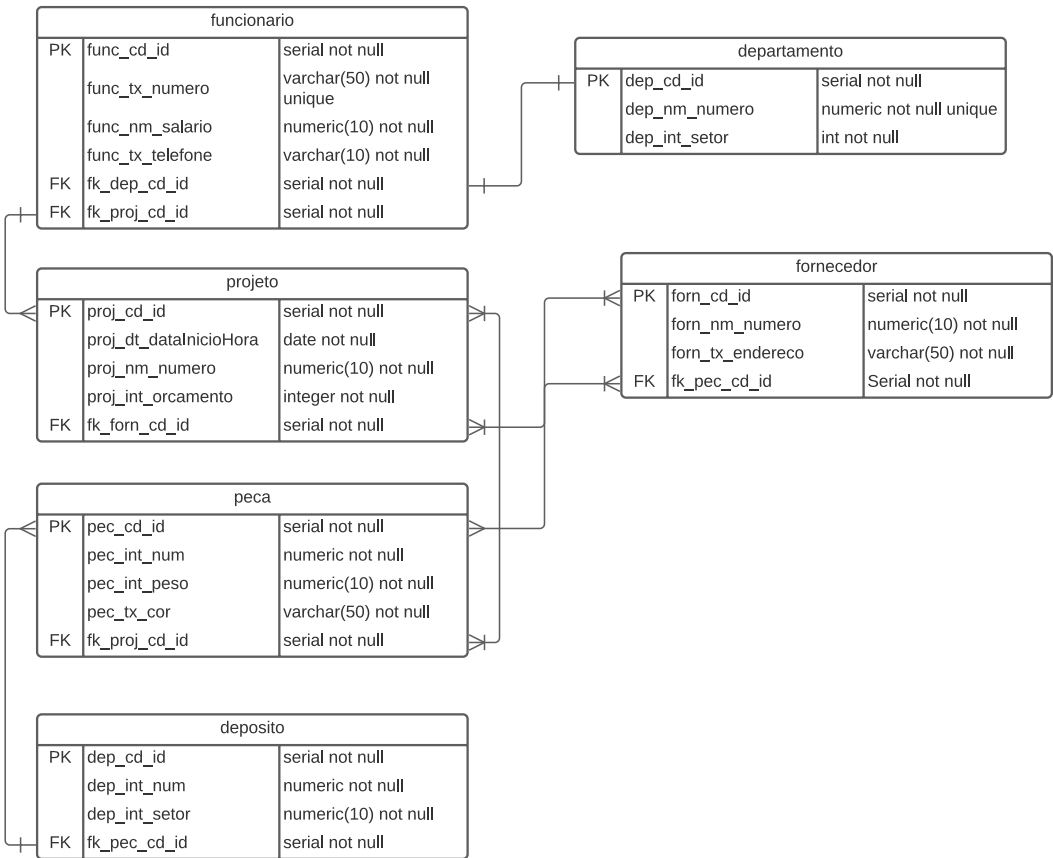 funcionario
PK func_cd_id serial not null
func_tx_numero varchar(50) not null unique
func_nm_salario numeric(10) not null
func_tx_telefone varchar(10) not null
FK fk_dep_cd_id serial not null
FK fk_proj_cd_id serial not null
departamento
PK dep_cd_id serial not null
dep_nm_numero numeric not null unique
dep_int_setor int not null
projeto
PK proj_cd_id serial not null
proj_dt_dataInicioHora date not null
proj_nm_numero numeric(10) not null
proj_int_orcamento integer not null
FK fk_forn_cd_id serial not null
fornecedor
PK forn_cd_id serial not null
forn_nm_numero numeric(10) not null
forn_tx_endereco varchar(50) not null
FK fk_pec_cd_id Serial not null
peca
PK pec_cd_id serial not null
pec_int_num numeric not null
pec_int_peso numeric(10) not null
pec_tx_cor varchar(50) not null
FK fk_proj_cd_id serial not null
deposito
PK dep_cd_id serial not null
dep_int_num numeric not null
dep_int_setor numeric(10) not null
FK fk_pec_cd_id serial not null